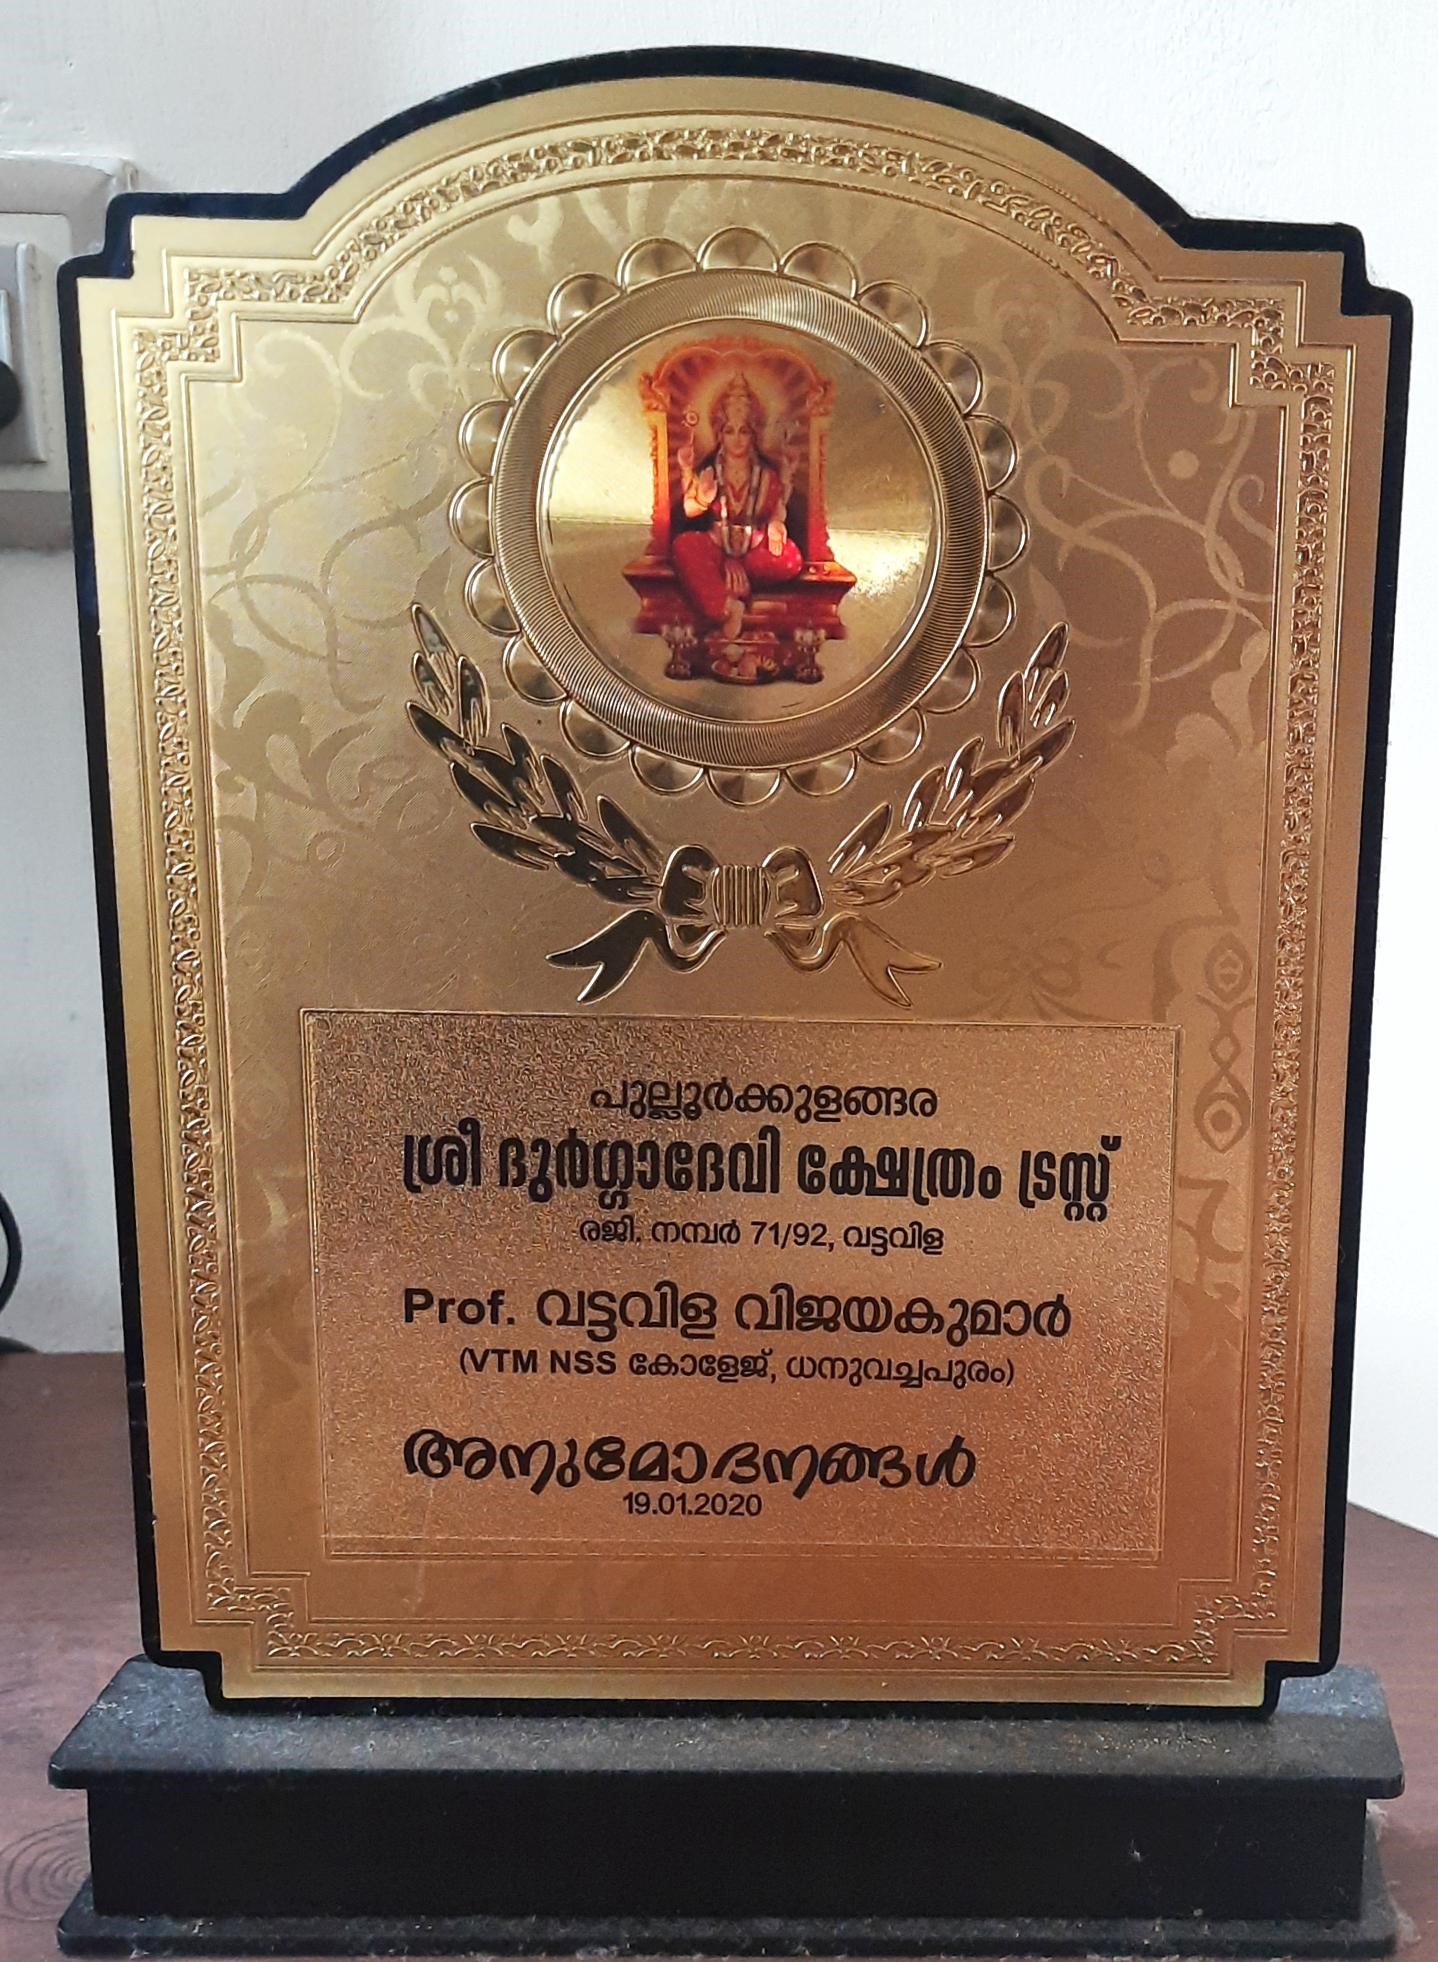 പുല്ലൂർക്കുളങ്ങര
ശ്രീ ദുർഗ്ഗാദേവി ക്ഷേത്രം ട്രസ്റ്റ്
രജി. നമ്പർ 71/92, വട്ടവിള
Prof. വട്ടവിള വിജയകുമാർ
(VTM NSS കോളേജ്, ധനുവച്ചപുരം)
അനുമോദനങ്ങൾ
19.01.2020